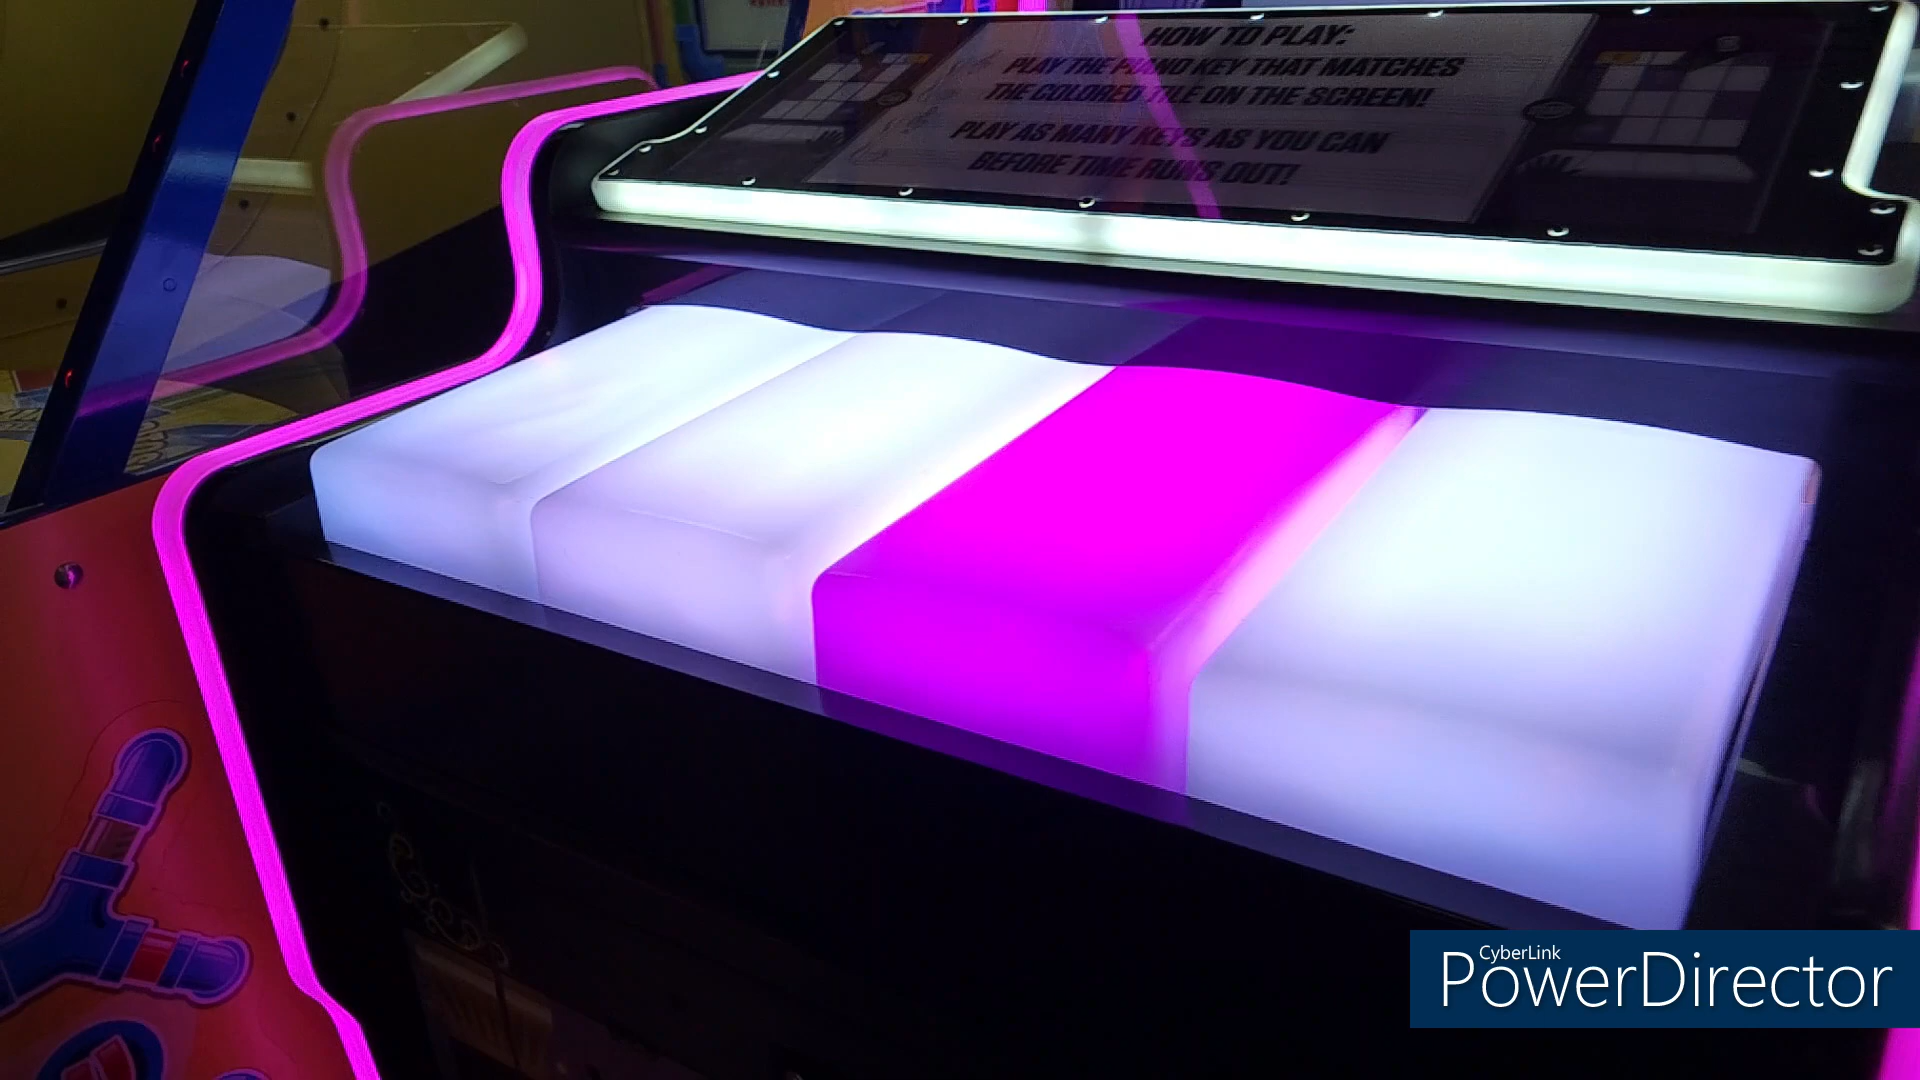 HOW TO PLAY:
PLAY THE PIANO KEY THAT MATCHES
THE COLORED TILE ON THE SCREEN!
PLAY AS MANY KEYS AS YOU CAN
BEFORE TIME RUNS OUT!
CyberLink
PowerDirector